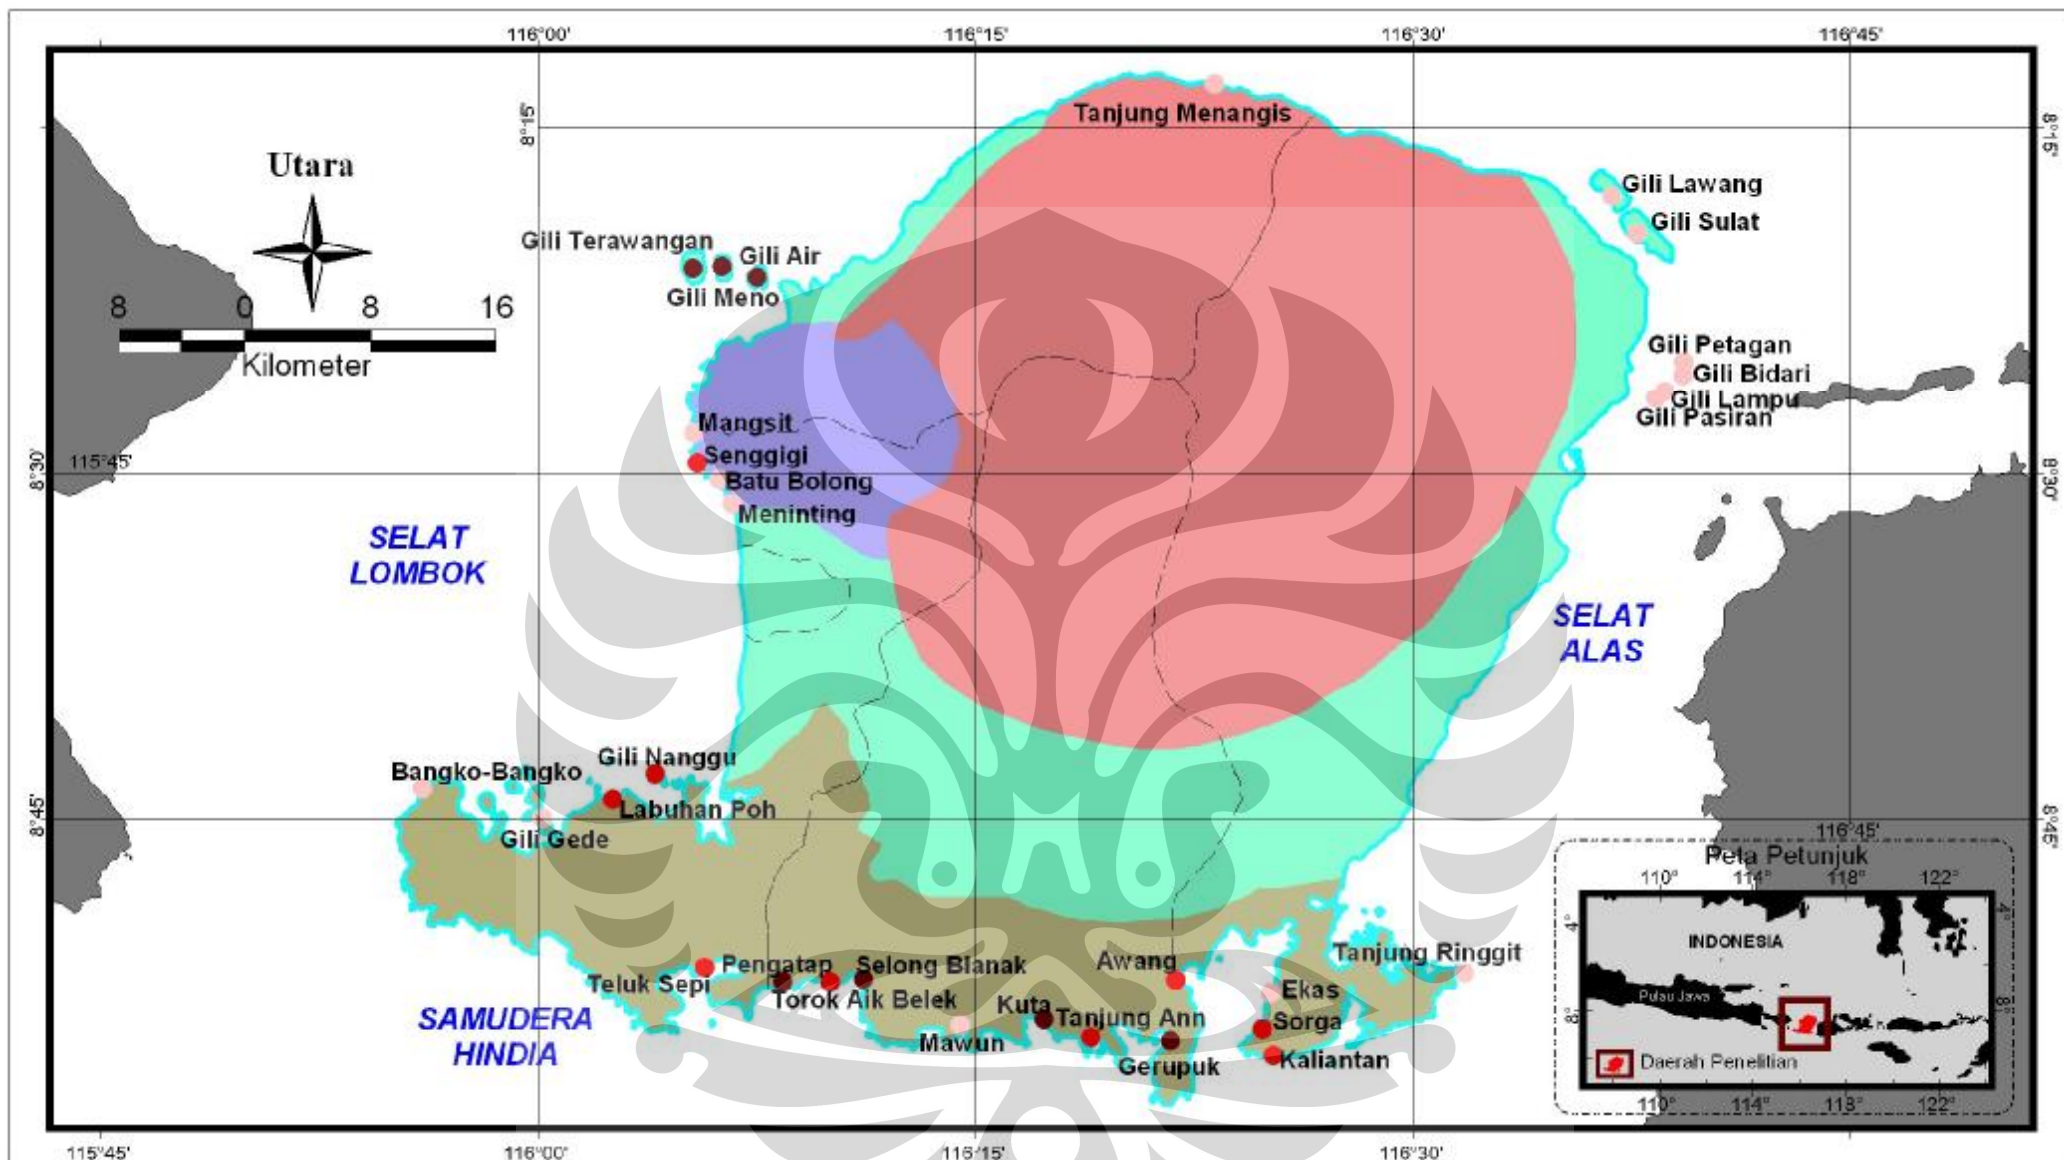 116°00'
116°15'
116°30'
116°45'
Utara
8 0 8 16
Kilometer
8°15'
8°15'
Tanjung Menangis
Gili Lawang
Gili Sulat
Gili Terawangan
Gili Air
Gili Meno
Gili Petagan
Gili Bidari
Gili Lampu
Gili Pasiran
Mangsit
Senggigi
Batu Bolong
Meninting
8°30'
115°45'
8°30'
SELAT
LOMBOK
SELAT
ALAS
Gili Nanggu
Bangko-Bangko
Labuhan Poh
Gili Gede
8°45'
8°45'
116°45'
Teluk Sepi
Pengatap
Selong Blanak
Torok Aik Belek
Awang
Tanjung Ringgit
Ekas
Kuta
Tanjung Ann
Sorga
Mawun
Gerupuk
Kaliantan
SAMUDERA
HINDIA
Peta Petunjuk
110° 114° 118° 122°
4°
4°
INDONESIA
Pulau Jawa
8°
8°
Daerah Penelitian
110° 114° 118° 122°
115°45'
116°00'
116°15'
116°30'